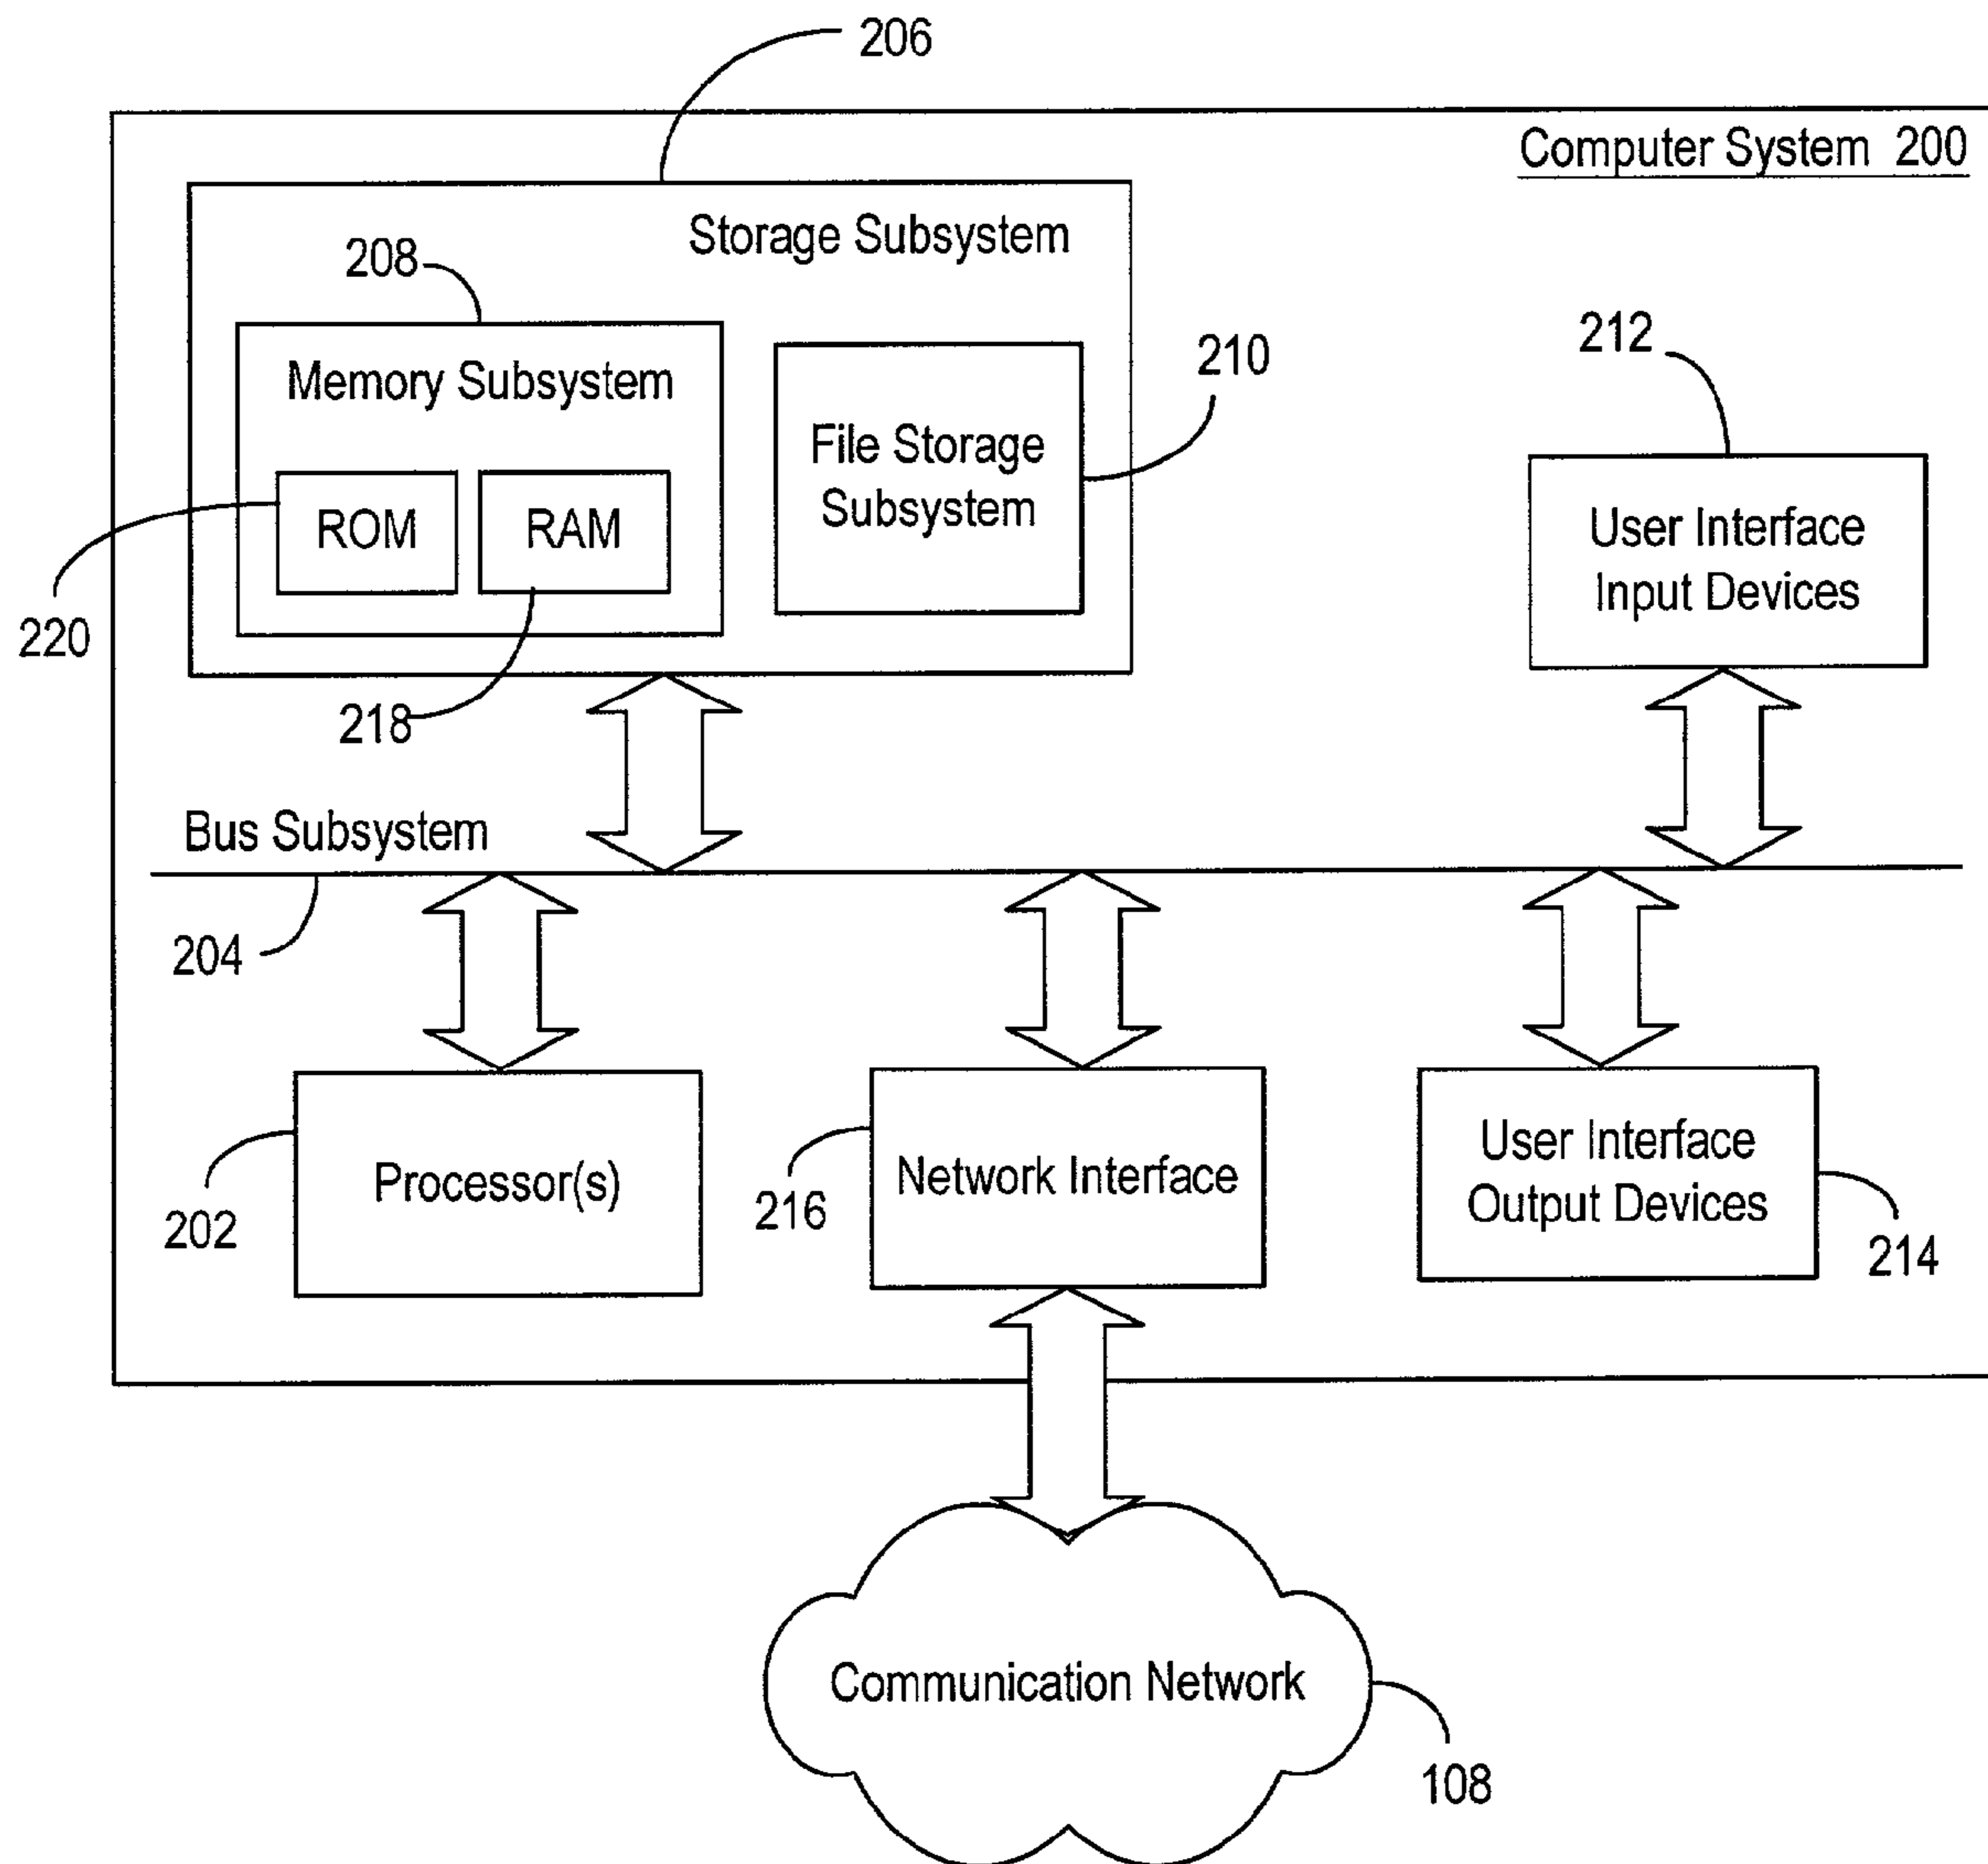 206
Computer System 200
Storage Subsystem
208
Memory Subsystem
210
212
File Storage
Subsystem
ROM
RAM
User Interface
Input Devices
220
218
Bus Subsystem
204
Processor(s)
202
Network Interface
216
User Interface
Output Devices
214
Communication Network
108